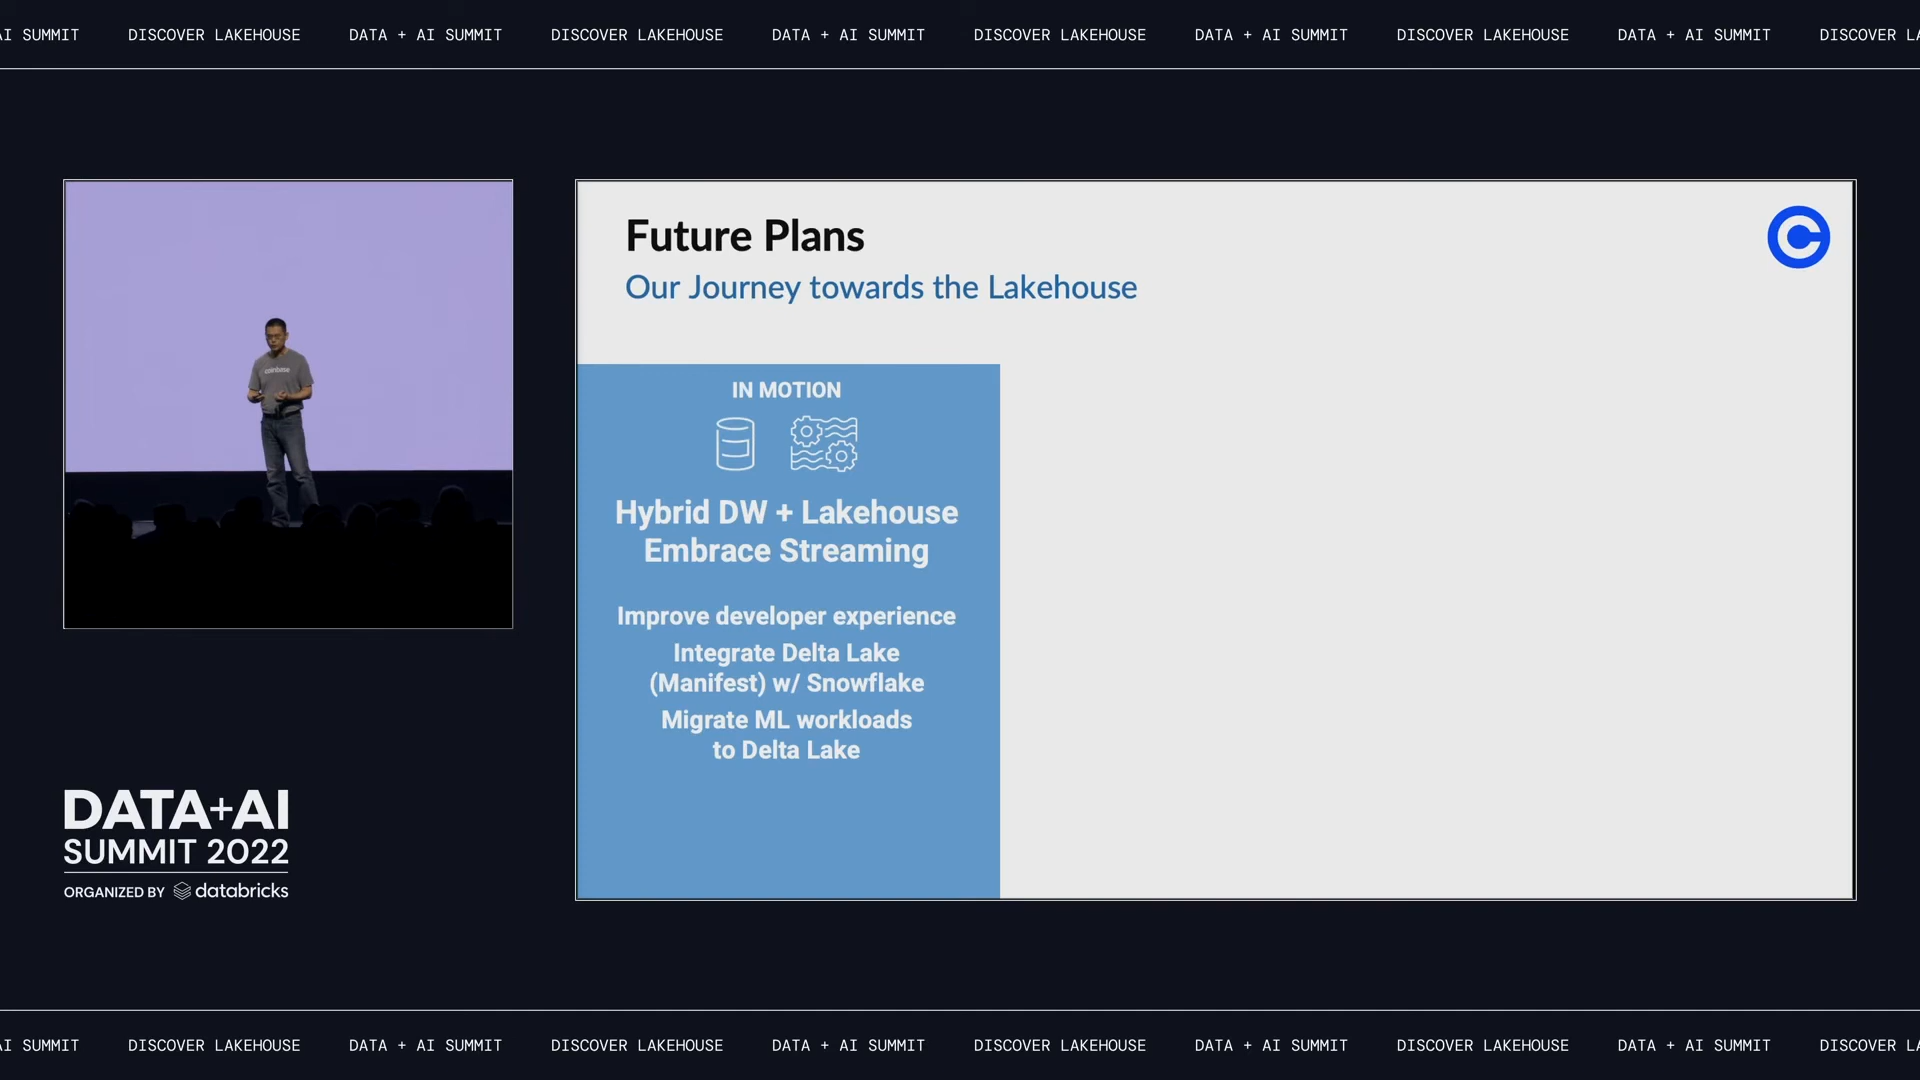 AI SUMMIT DISCOVER LAKEHOUSE DATA + AI SUMMIT DISCOVER LAKEHOUSE DATA + AI SUMMIT DISCOVER LAKEHOUSE DATA + AI SUMMIT DISCOVER LAKEHOUSE DATA + AI SUMMIT DISCOVER LA
coinbase
Future Plans
Our Journey towards the Lakehouse
IN MOTION
Hybrid DW + Lakehouse
Embrace Streaming
Improve developer experience
Integrate Delta Lake
(Manifest) w/ Snowflake
Migrate ML workloads
to Delta Lake
DATA+AI
SUMMIT 2022
ORGANIZED BY databricks
AI SUMMIT DISCOVER LAKEHOUSE DATA + AI SUMMIT DISCOVER LAKEHOUSE DATA + AI SUMMIT DISCOVER LAKEHOUSE DATA + AI SUMMIT DISCOVER LAKEHOUSE DATA + AI SUMMIT DISCOVER LA